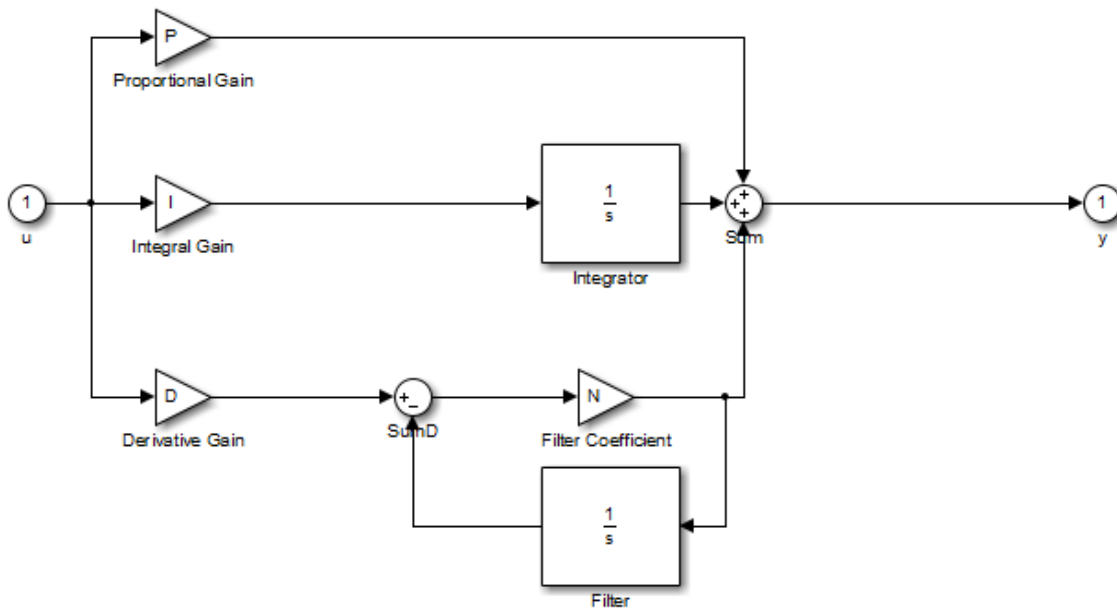 P
Proportional Gain
1
u
I
Integral Gain
1
s
Integrator
+
+
+
Sum
1
y
D
Derivative Gain
+
−
SumD
N
Filter Coefficient
1
s
Filter